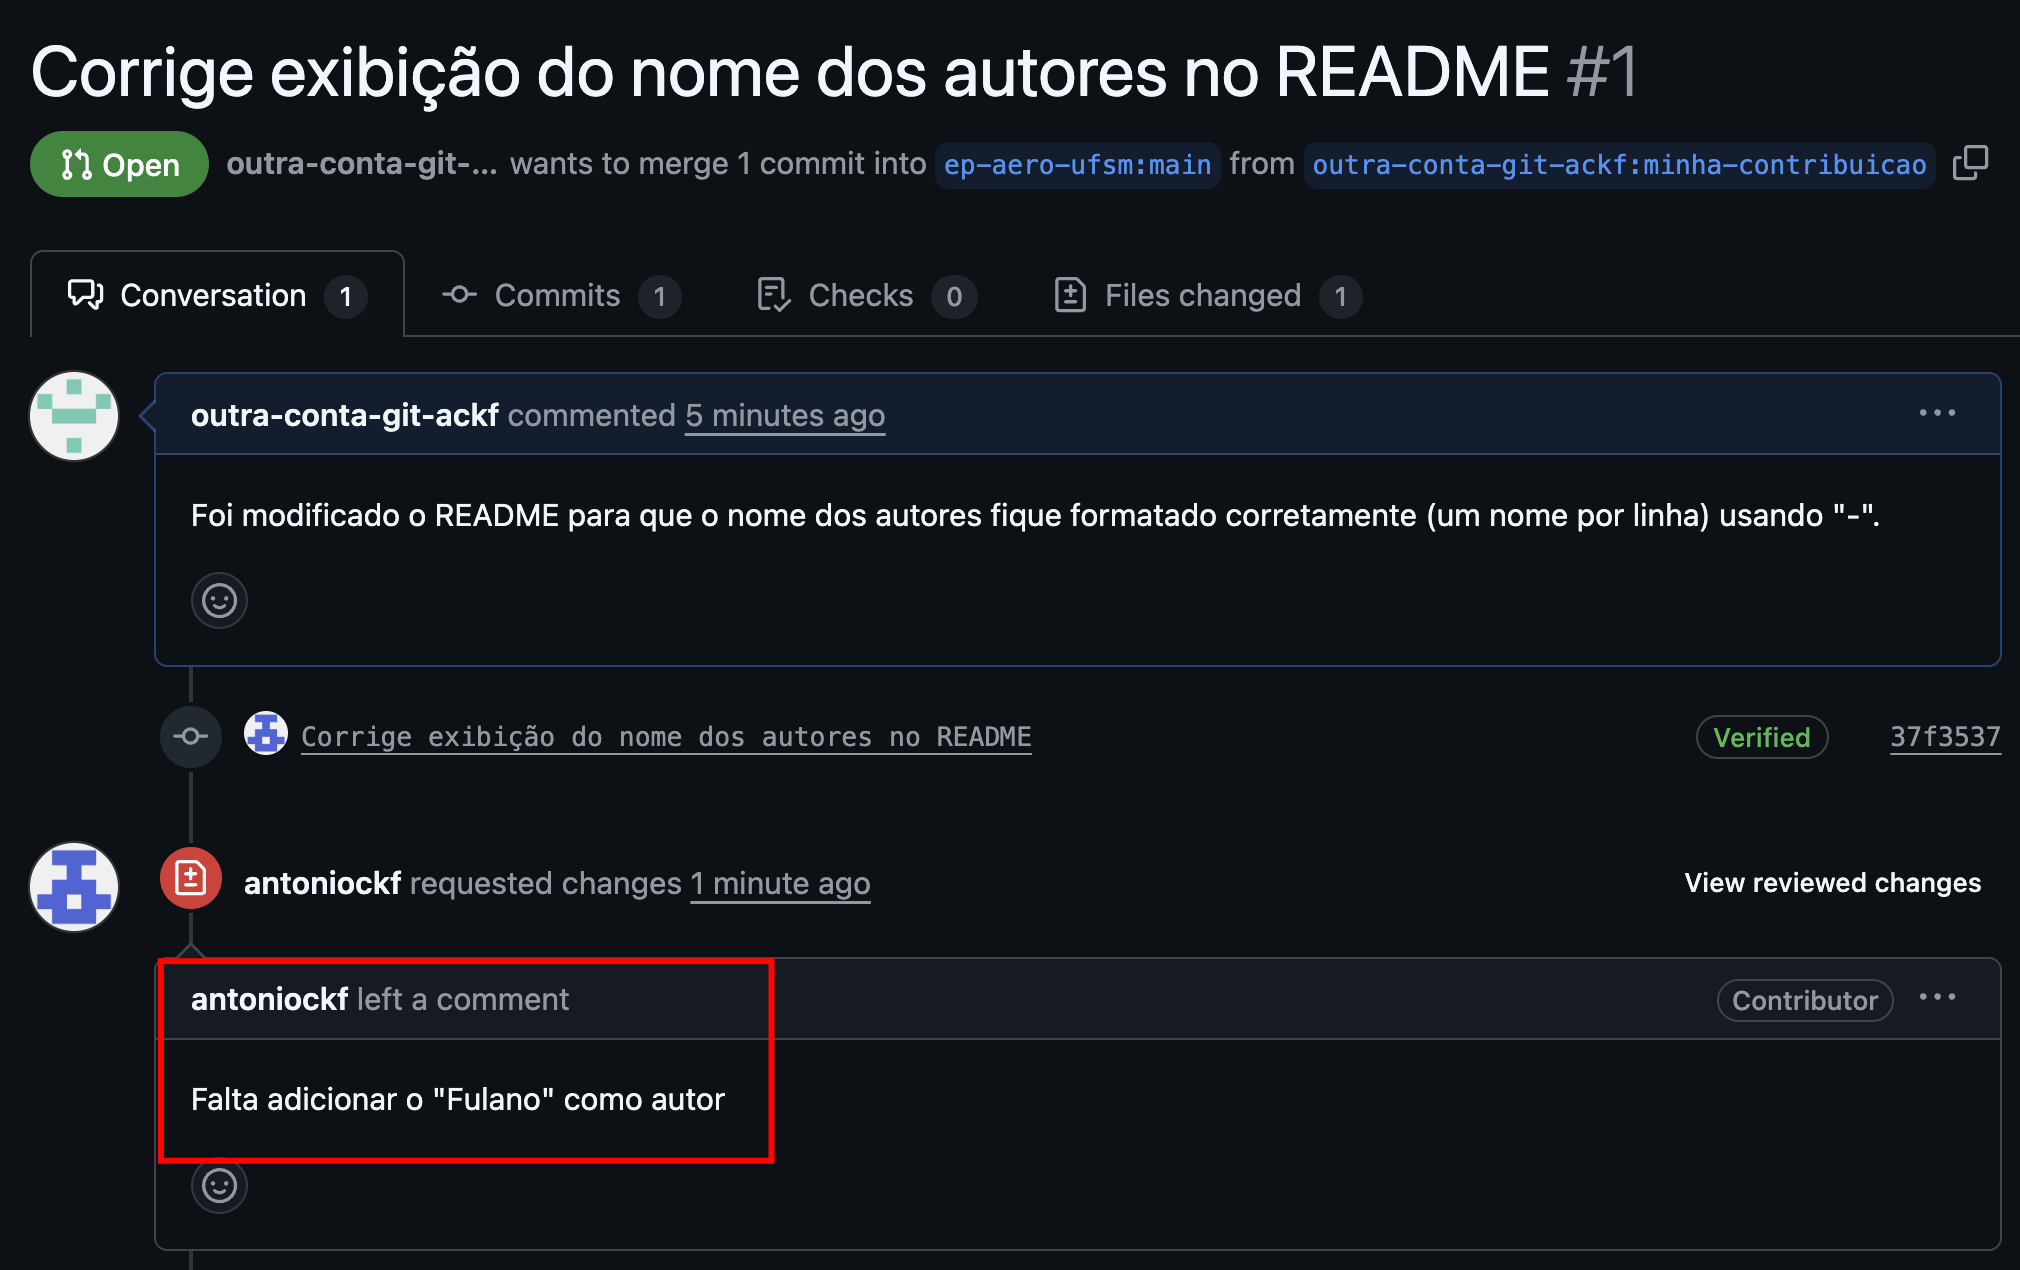 Corrige exibição do nome dos autores no README #1
Open outra-conta-git-... wants to merge 1 commit into ep-aero-ufsm:main from outra-conta-git-ackf:minha-contribuicao
Conversation 1 Commits 1 Checks 0 Files changed 1
outra-conta-git-ackf commented 5 minutes ago
Foi modificado o README para que o nome dos autores fique formatado corretamente (um nome por linha) usando "-".
Corrige exibição do nome dos autores no README Verified 37f3537
antoniockf requested changes 1 minute ago View reviewed changes
antoniockf left a comment Contributor
Falta adicionar o "Fulano" como autor